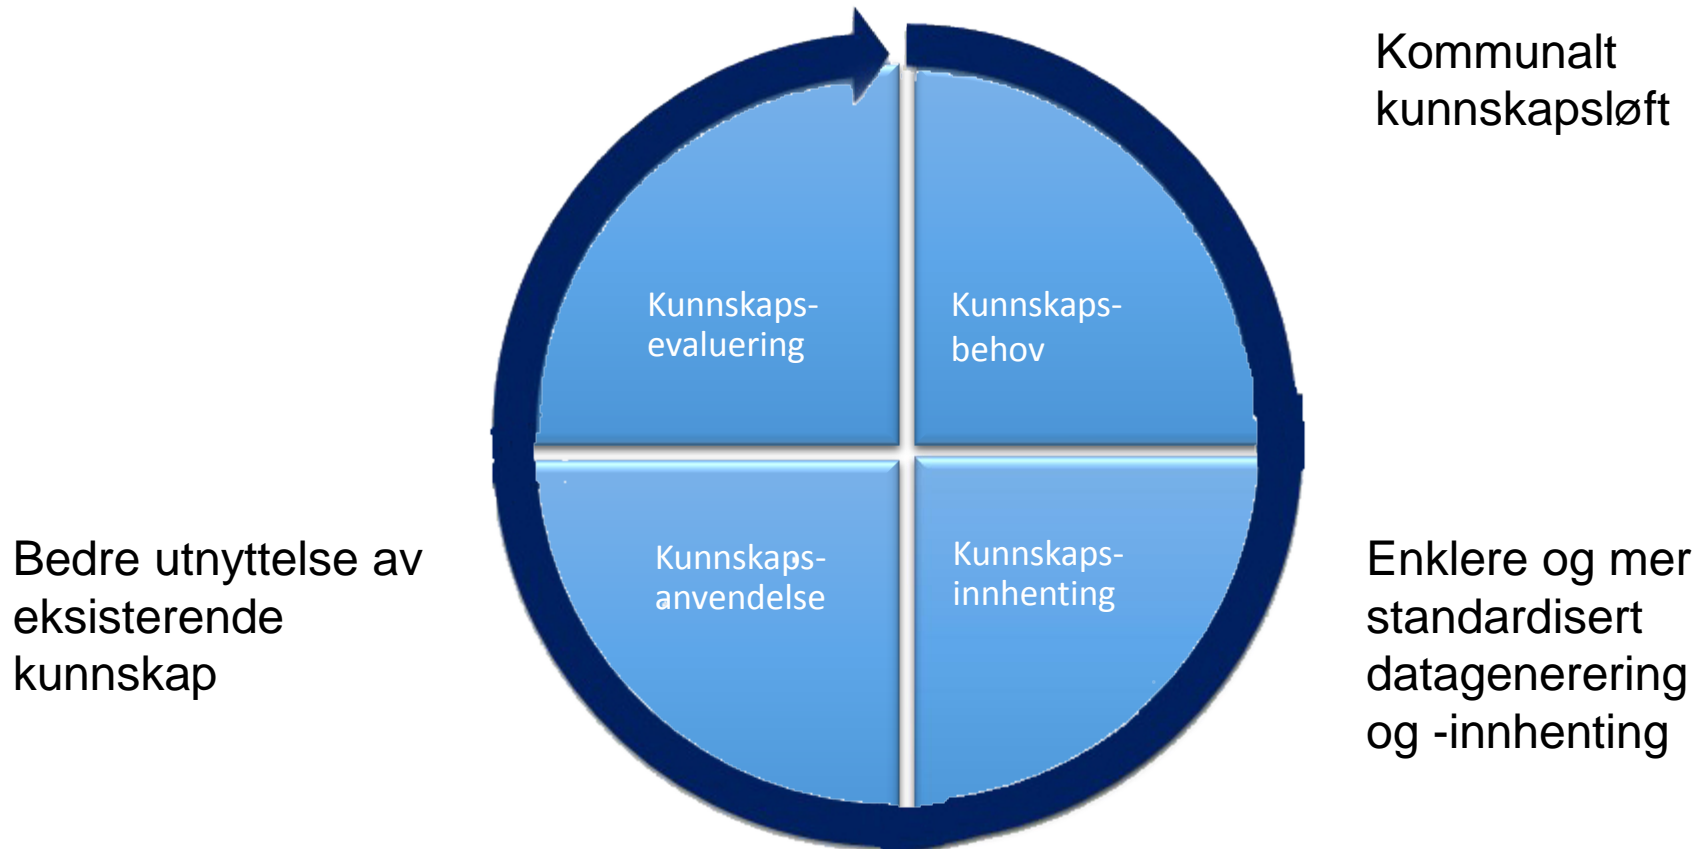 Kommunalt
kunnskapsløft
Kunnskaps-
evaluering
Kunnskaps-
behov
Kunnskaps-
anvendelse
Kunnskaps-
innhenting
Bedre utnyttelse av
eksisterende
kunnskap
Enklere og mer
standardisert
datagenerering
og -innhenting